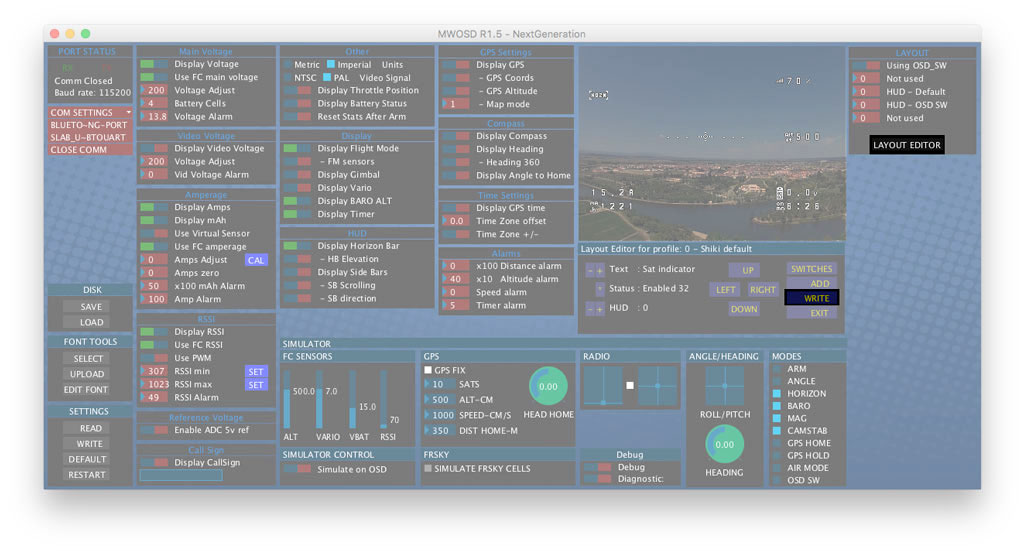 MWOSD R1.5 - NextGeneration
PORT STATUS
RX
Comm Closed
Baud rate: 115200
COM SETTINGS
BLUETO~NG-PORT
SLAB_U~BTOUART
CLOSE COMM
DISK
SAVE
LOAD
FONT TOOLS
SELECT
UPLOAD
EDIT FONT
SETTINGS
READ
WRITE
DEFAULT
RESTART
Main Voltage
Display Voltage
Use FC main voltage
200 Voltage Adjust
4 Battery Cells
13.8 Voltage Alarm
Video Voltage
Display Video Voltage
200 Voltage Adjust
0 Vid Voltage Alarm
Amperage
Display Amps
Display mAh
Use Virtual Sensor
Use FC amperage
0 Amps Adjust CAL
0 Amps zero
50 x100 mAh Alarm
100 Amp Alarm
RSSI
Display RSSI
Use FC RSSI
Use PWM
307 RSSI min SET
1023 RSSI max SET
49 RSSI Alarm
Reference Voltage
Enable ADC 5v ref
Call Sign
Display CallSign
Other
Metric Imperial Units
NTSC PAL Video Signal
Display Throttle Position
Display Battery Status
Reset Stats After Arm
Display
Display Flight Mode
- FM sensors
Display Gimbal
Display Vario
Display BARO ALT
Display Timer
HUD
Display Horizon Bar
- HB Elevation
Display Side Bars
- SB Scrolling
- SB direction
GPS Settings
Display GPS
- GPS Coords
- GPS Altitude
1 - Map mode
Compass
Display Compass
Display Heading
- Heading 360
Display Angle to Home
Time Settings
Display GPS time
0.0 Time Zone offset
Time Zone +/-
Alarms
0 x100 Distance alarm
40 x10 Altitude alarm
0 Speed alarm
5 Timer alarm
70
500
15.2A
0.0v
1221
6:26
Layout Editor for profile: 0 - Shiki default
- + Text : Sat indicator UP SWITCHES
ADD
Status : Enabled 32 LEFT RIGHT WRITE
- + HUD : 0 DOWN EXIT
LAYOUT
Using OSD_SW
0 Not used
0 HUD - Default
0 HUD - OSD SW
0 Not used
LAYOUT EDITOR
SIMULATOR
FC SENSORS
500.0 7.0 15.0 70
ALT VARIO VBAT RSSI
SIMULATOR CONTROL
Simulate on OSD
GPS
GPS FIX
10 SATS
500 ALT-CM
1000 SPEED-CM/S
350 DIST HOME-M
0.00
HEAD HOME
FRSKY
SIMULATE FRSKY CELLS
RADIO
Debug
Debug
Diagnostic:
ANGLE/HEADING
ROLL/PITCH
0.00
HEADING
MODES
ARM
ANGLE
HORIZON
BARO
MAG
CAMSTAB
GPS HOME
GPS HOLD
AIR MODE
OSD SW